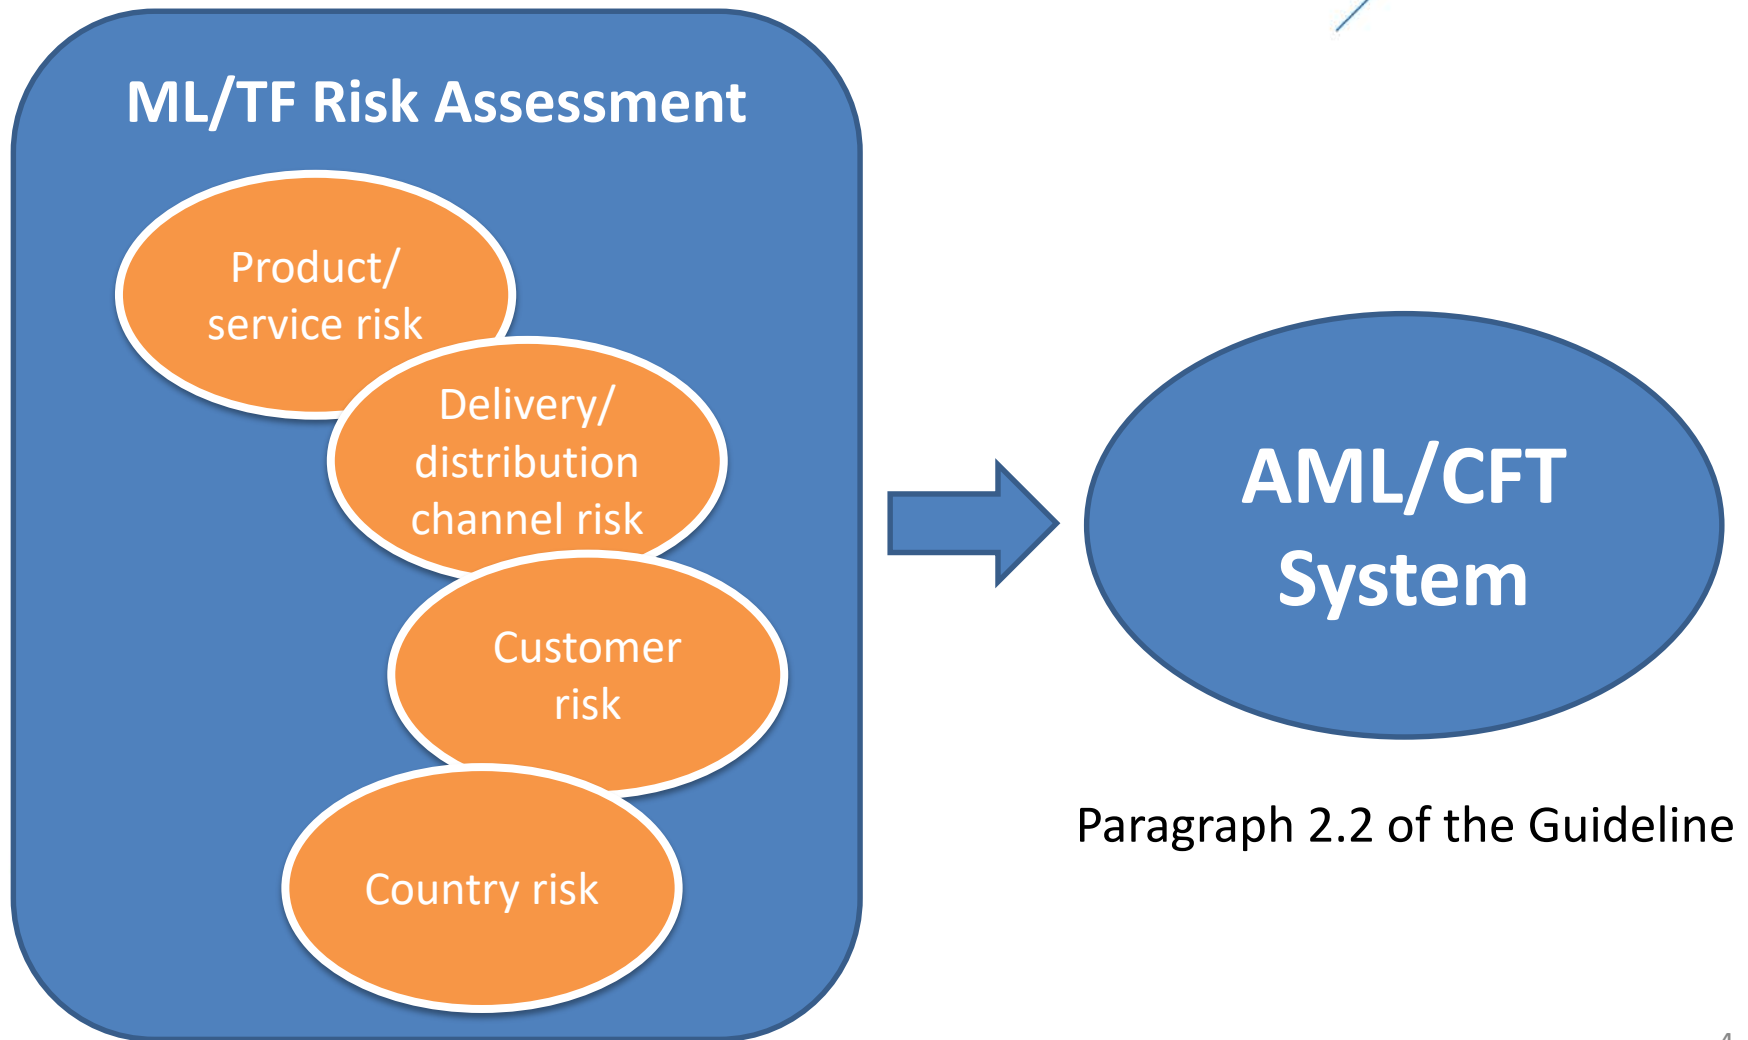 ML/TF Risk Assessment
Product/
service risk
Delivery/
distribution
channel risk
Customer
risk
Country risk
AML/CFT
System
Paragraph 2.2 of the Guideline